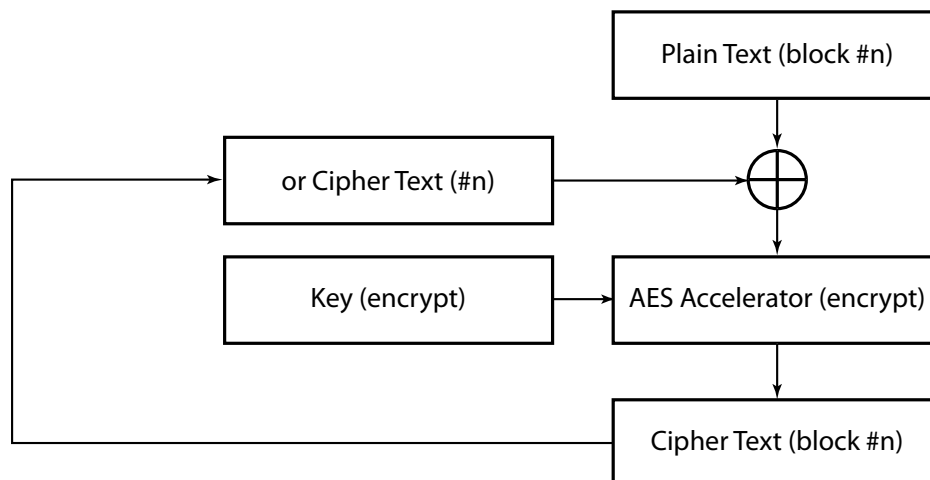 Plain Text (block #n)
or Cipher Text (#n)
Key (encrypt)
AES Accelerator (encrypt)
Cipher Text (block #n)